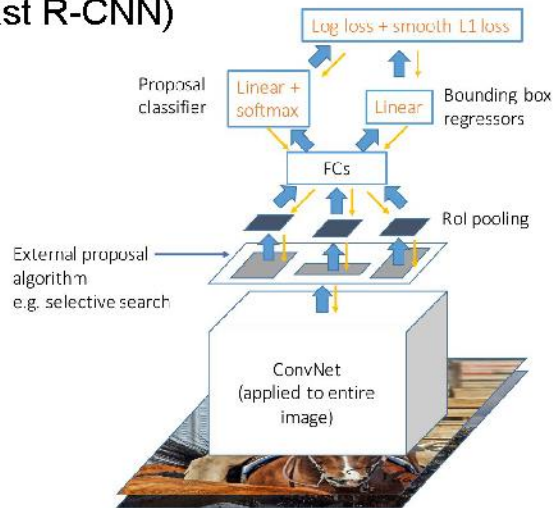 st R-CNN)
Log loss + smooth L1 loss
Proposal
classifier
Linear +
softmax
Linear
Bounding box
regressors
FCs
RoI pooling
External proposal
algorithm
e.g. selective search
ConvNet
(applied to entire
image)